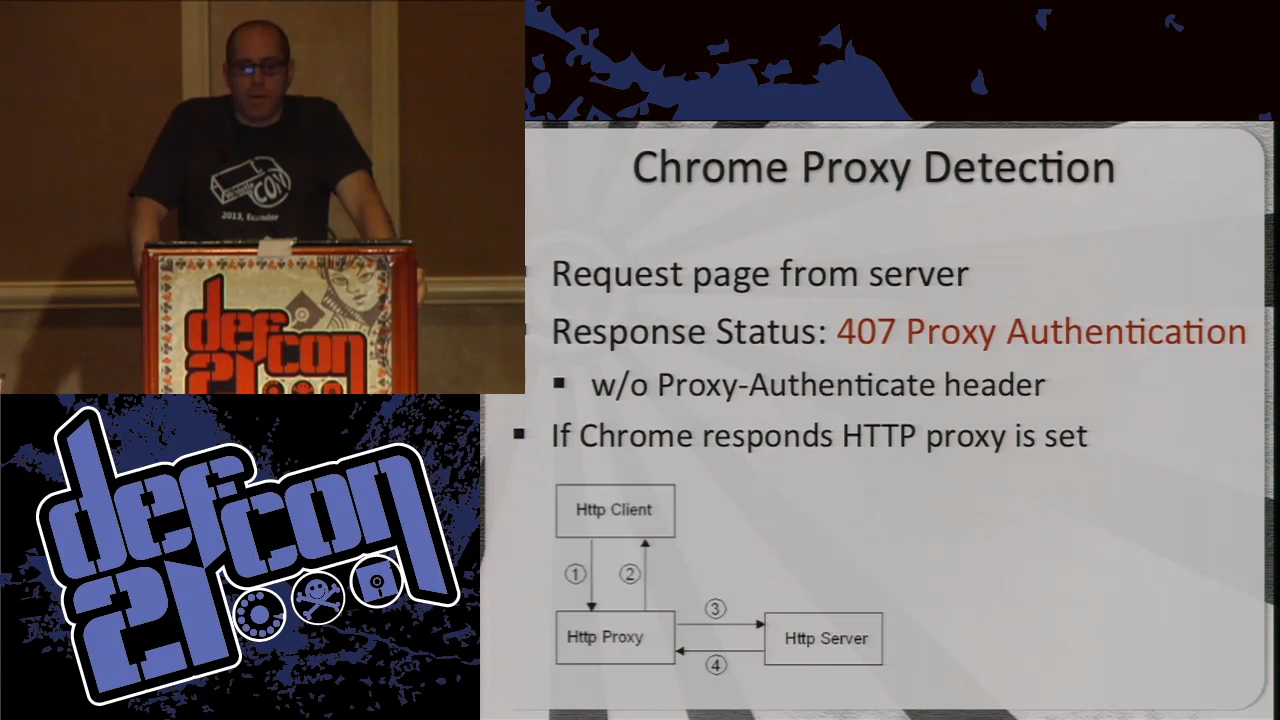 CON
2013, Ecuador
defcon
21
defcon
21
Chrome Proxy Detection
Request page from server
Response Status: 407 Proxy Authentication
▪ w/o Proxy-Authenticate header
▪ If Chrome responds HTTP proxy is set
Http Client
① ②
Http Proxy
③
④
Http Server